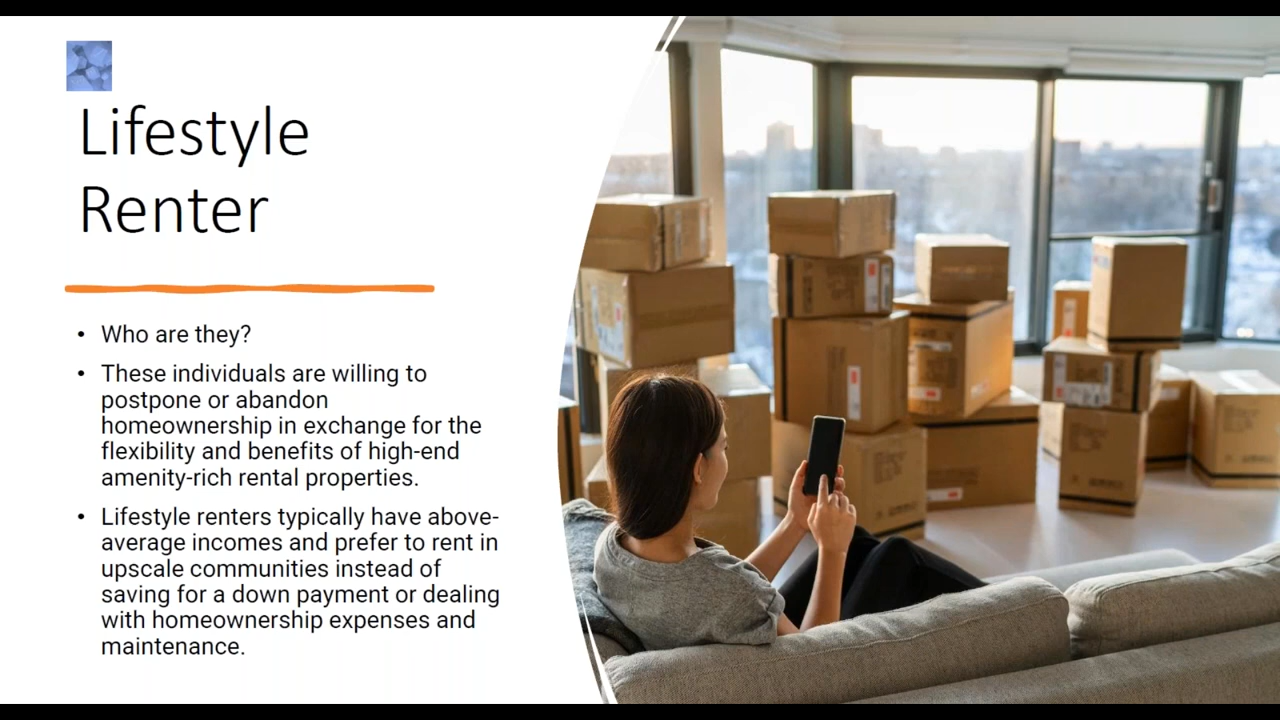 Lifestyle
Renter
• Who are they?
• These individuals are willing to
postpone or abandon
homeownership in exchange for the
flexibility and benefits of high-end
amenity-rich rental properties.
• Lifestyle renters typically have above-
average incomes and prefer to rent in
upscale communities instead of
saving for a down payment or dealing
with homeownership expenses and
maintenance.